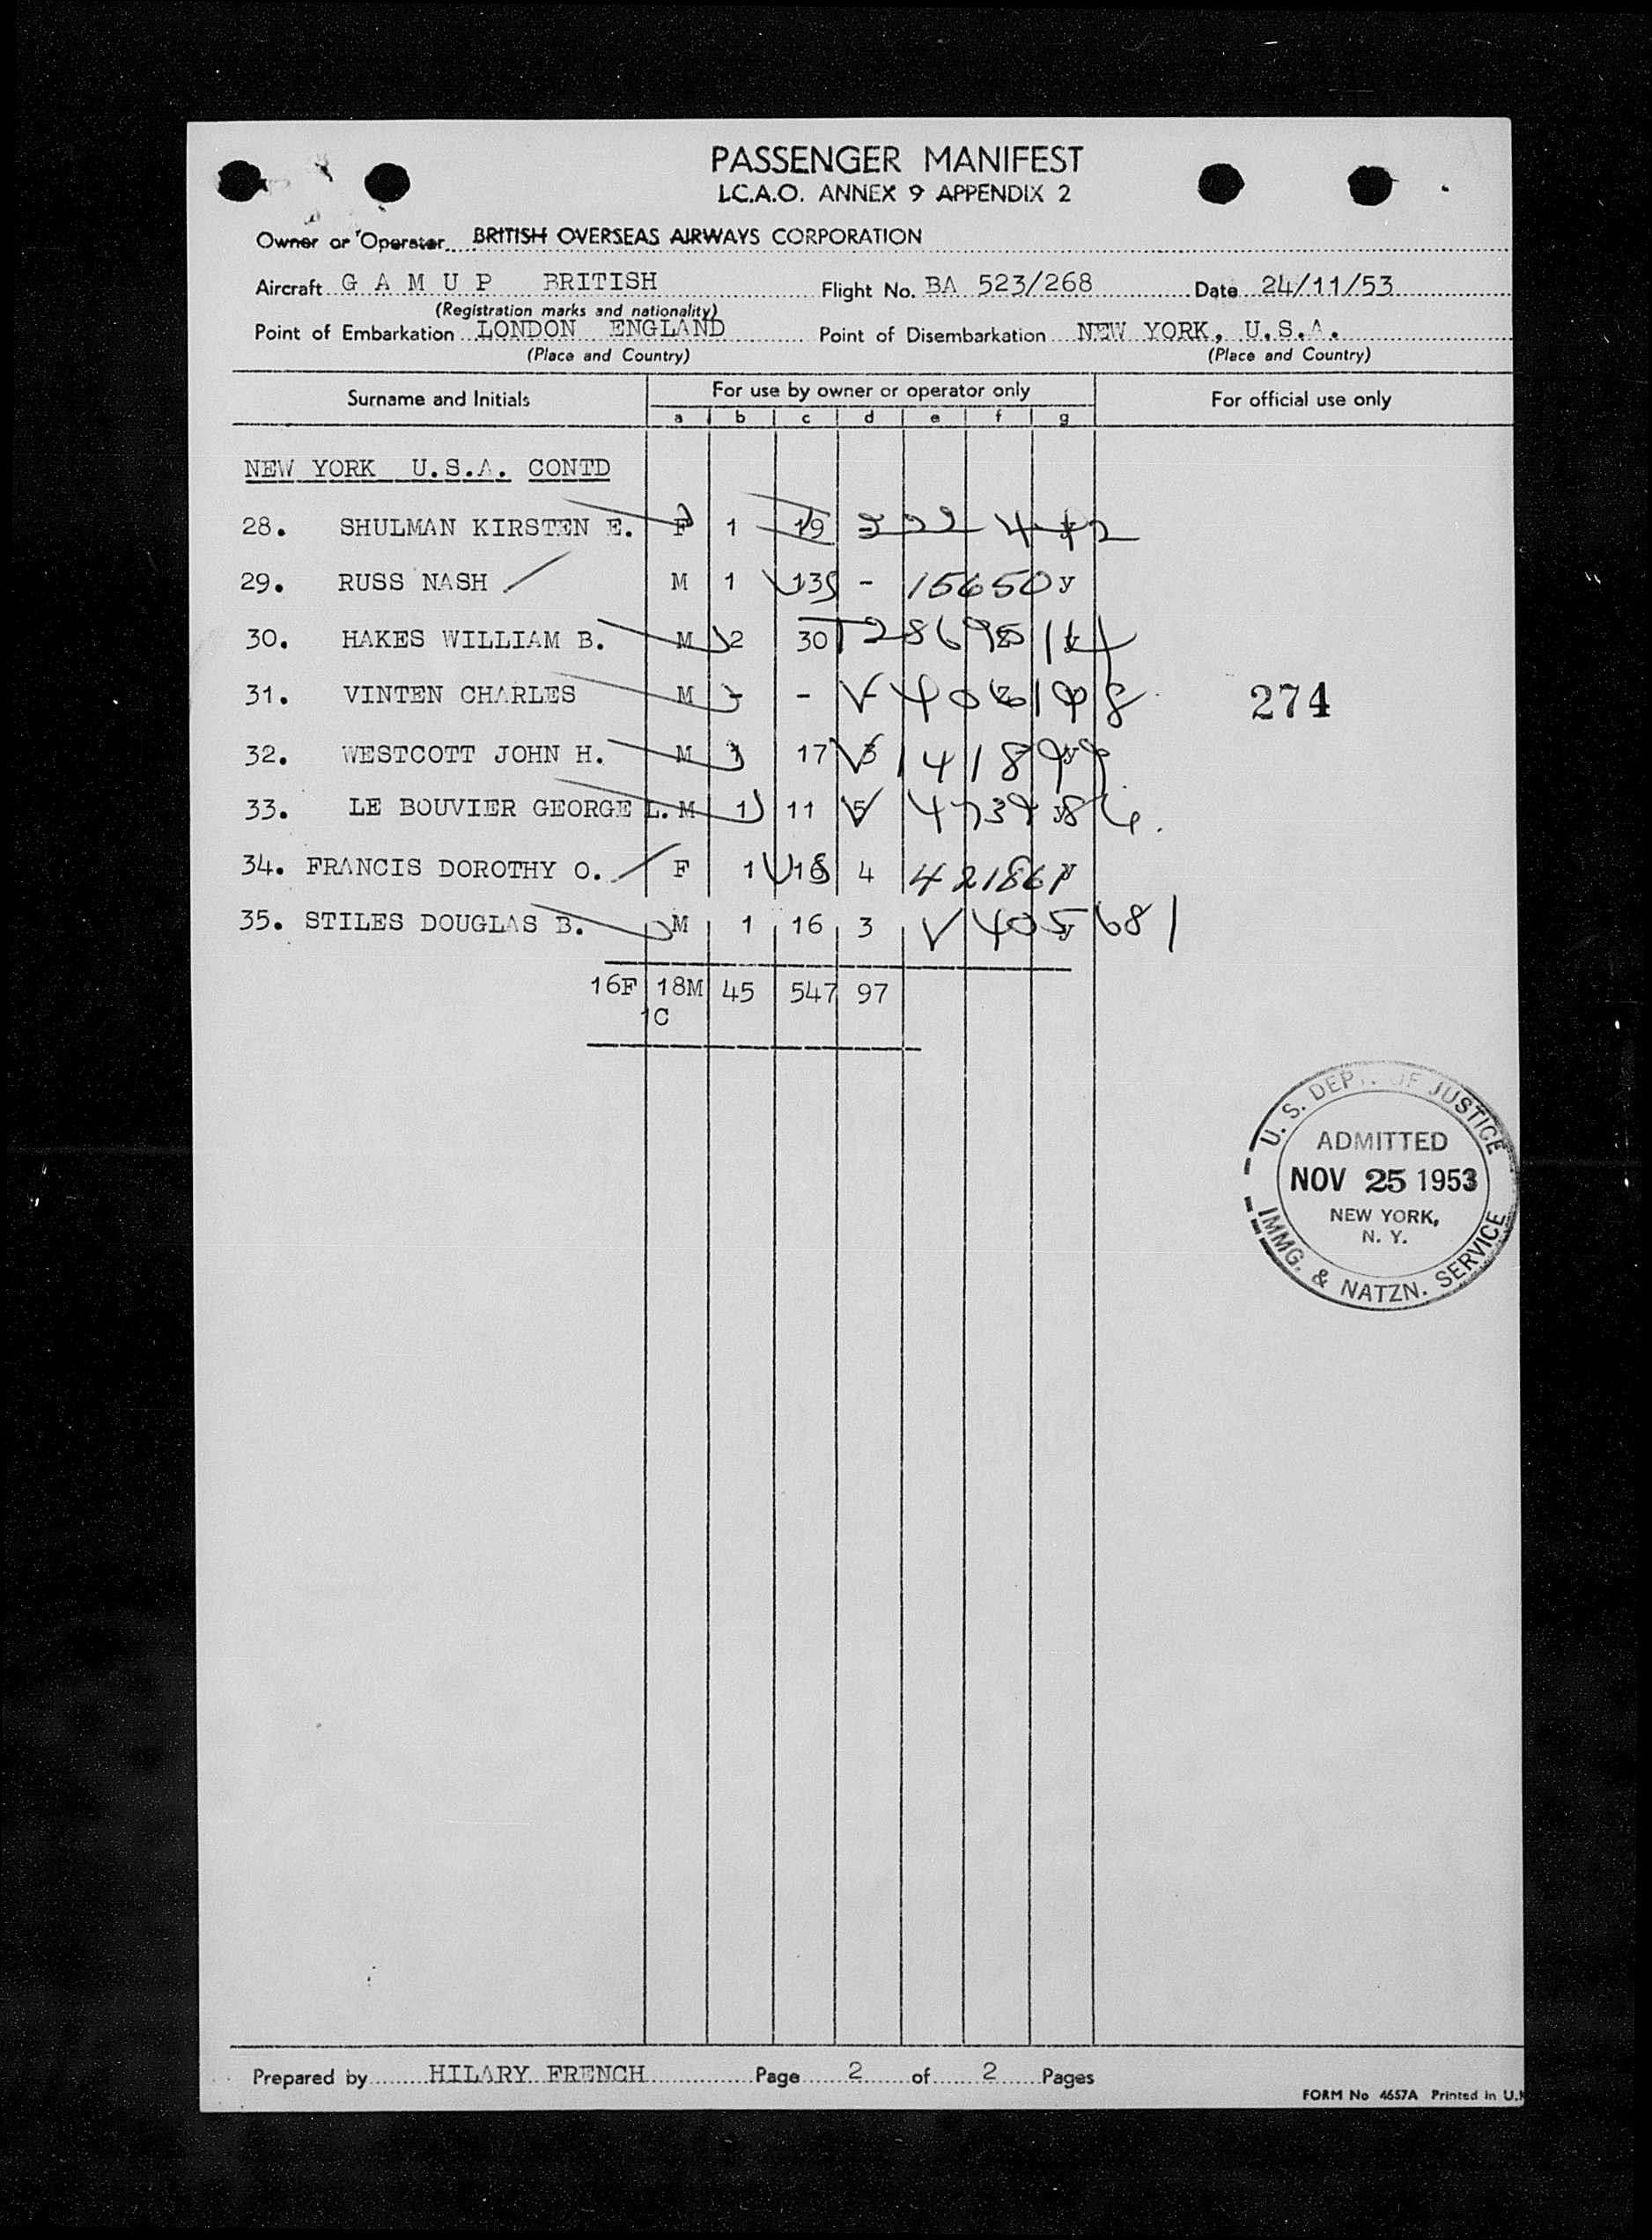 PASSENGER MANIFEST
I.C.A.O. ANNEX 9 APPENDIX 2
Owner or Operator BRITISH OVERSEAS AIRWAYS CORPORATION
Aircraft G A M U P BRITISH Flight No. BA 523/268 Date 24/11/53
(Registration marks and nationality)
Point of Embarkation LONDON ENGLAND Point of Disembarkation NEW YORK, U.S.A.
(Place and Country) (Place and Country)
Surname and Initials For use by owner or operator only For official use only
a b c d e f g
NEW YORK U.S.A. CONTD
28. SHULMAN KIRSTEN E. F 1 19
29. RUSS NASH M 1 - 15650 y
30. HAKES WILLIAM B. M 2 30
31. VINTEN CHARLES M - -
274
32. WESTCOTT JOHN H. M 1 17 3
33. LE BOUVIER GEORGE L. M 1 11 5
34. FRANCIS DOROTHY O. F 1 4
35. STILES DOUGLAS B. M 1 16 3 405681
16F 18M 45 547 97
1C
U. S. DEPT. OF JUSTICE
ADMITTED
NOV 25 1953
NEW YORK,
N. Y.
IMMG. & NATZN. SERVICE
Prepared by HILARY FRENCH Page 2 of 2 Pages
FORM No 4657A Printed in U.K